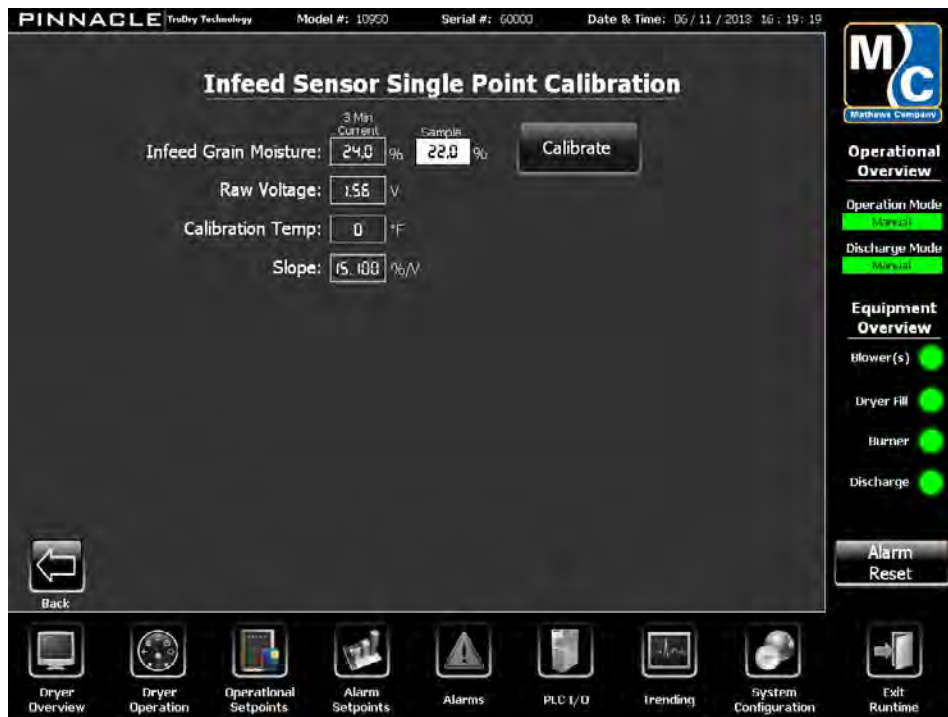 PINNACLE TruDry Technology Model #: 10950 Serial #: 60000 Date & Time: 06/11/2013 16:19:19
MC
Mathews Company
Infeed Sensor Single Point Calibration
3 Min
Current Sample
Infeed Grain Moisture: 24.0 % 22.0 % Calibrate
Raw Voltage: 1.56 V
Calibration Temp: 0 °F
Slope: 15.100 %/V
Operational
Overview
Operation Mode
Manual
Discharge Mode
Manual
Equipment
Overview
Blower(s)
Dryer Fill
Burner
Discharge
Alarm
Reset
Back
Dryer
Overview
Dryer
Operation
Operational
Setpoints
Alarm
Setpoints
Alarms
PLC I/O
Trending
System
Configuration
Exit
Runtime